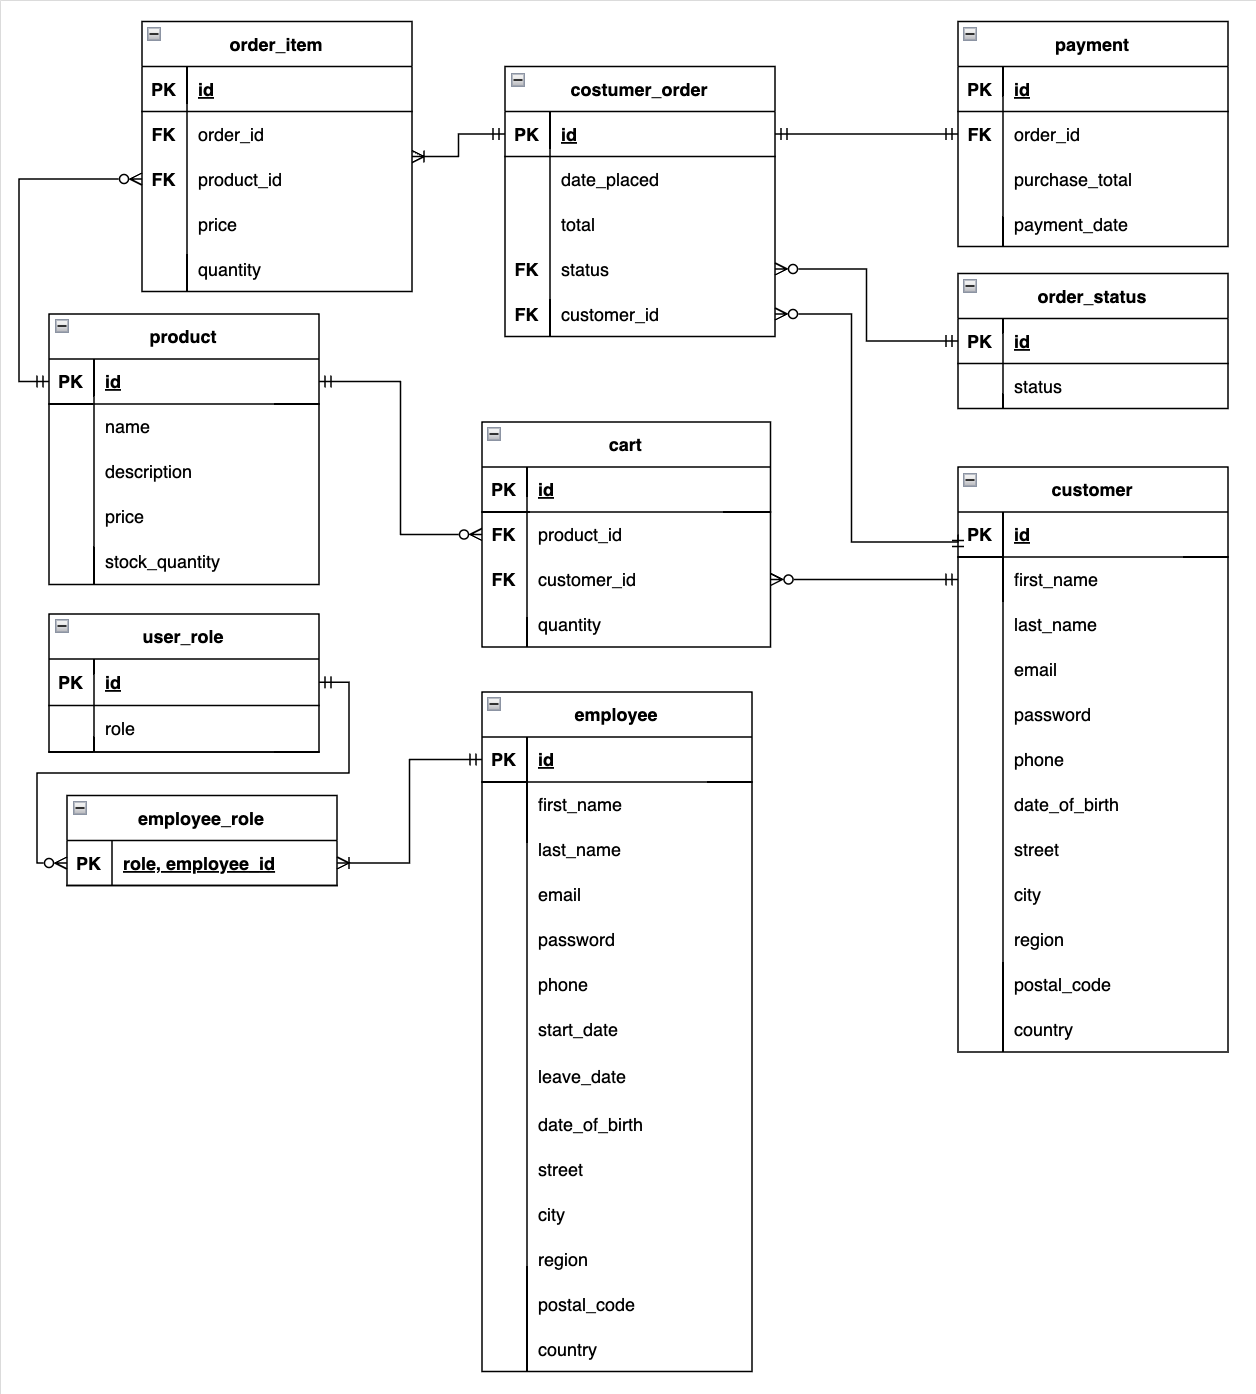 order_item
PK id
FK order_id
FK product_id
price
quantity
costumer_order
PK id
date_placed
total
FK status
FK customer_id
payment
PK id
FK order_id
purchase_total
payment_date
order_status
PK id
status
product
PK id
name
description
price
stock_quantity
cart
PK id
FK product_id
FK customer_id
quantity
customer
PK id
first_name
last_name
email
password
phone
date_of_birth
street
city
region
postal_code
country
user_role
PK id
role
employee_role
PK role, employee_id
employee
PK id
first_name
last_name
email
password
phone
start_date
leave_date
date_of_birth
street
city
region
postal_code
country